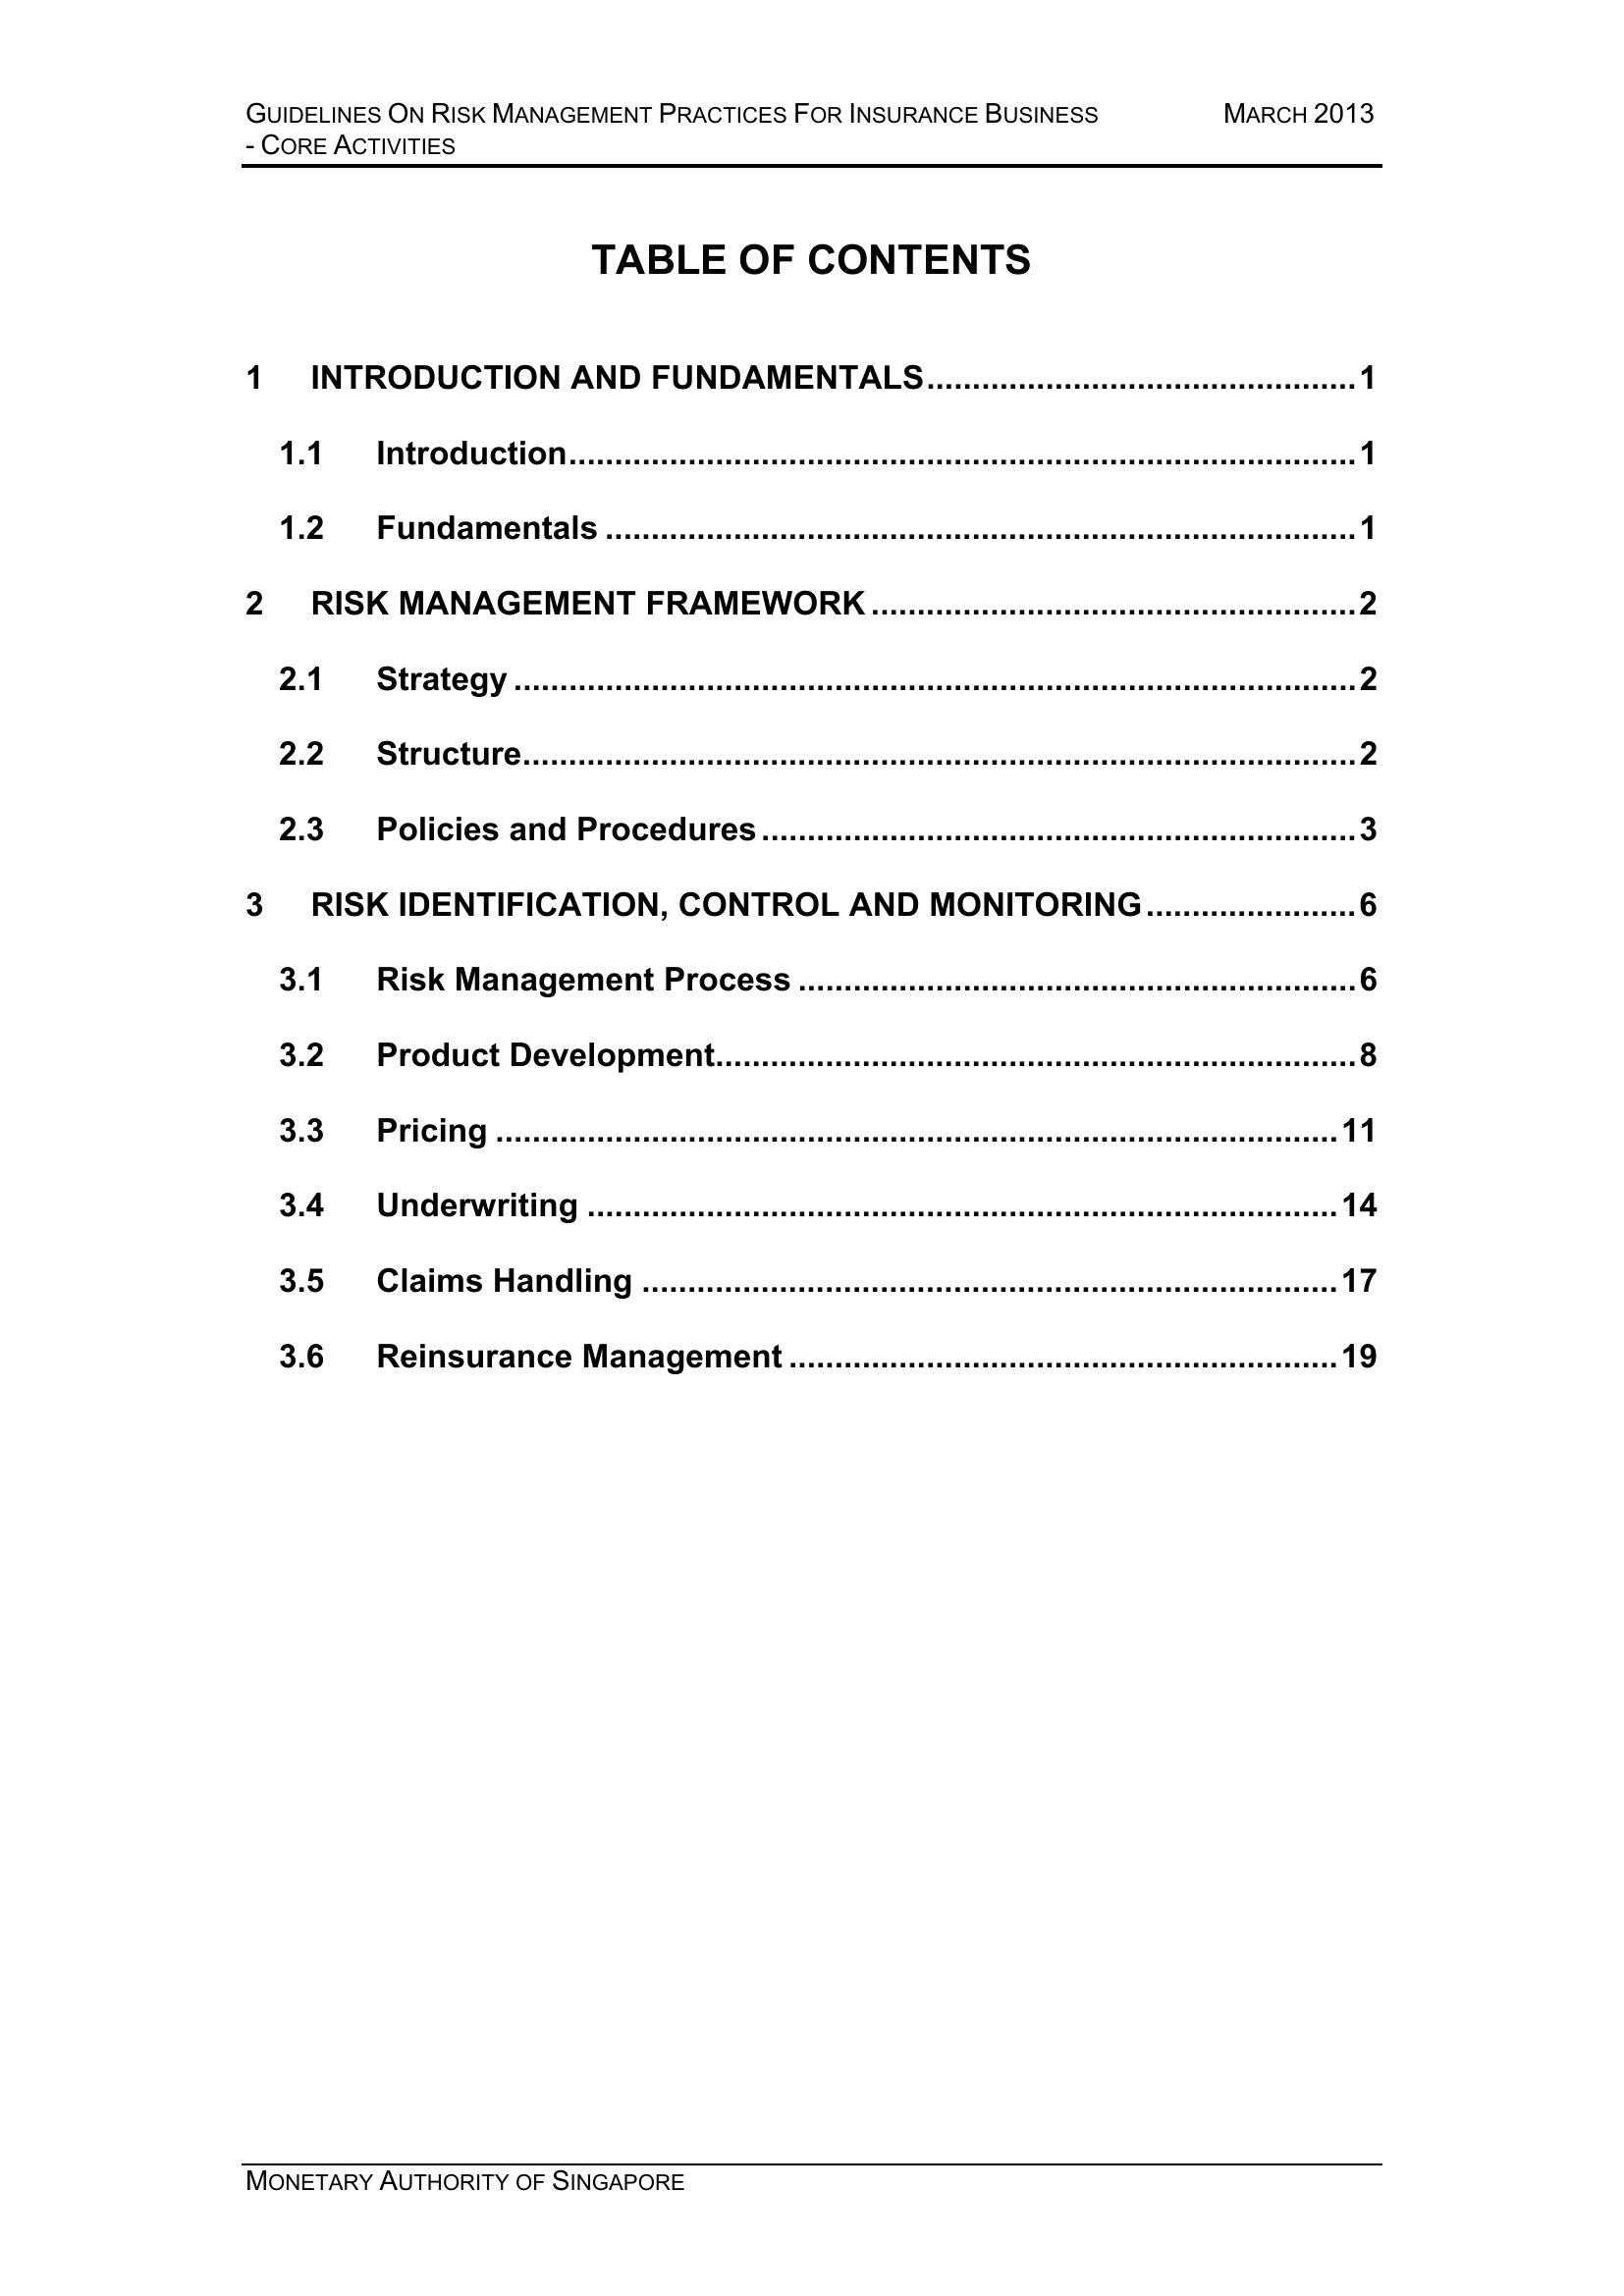 GUIDELINES ON RISK MANAGEMENT PRACTICES FOR INSURANCE BUSINESS MARCH 2013
- CORE ACTIVITIES
TABLE OF CONTENTS
1 INTRODUCTION AND FUNDAMENTALS............................................... 1
1.1 Introduction...................................................................................... 1
1.2 Fundamentals .................................................................................. 1
2 RISK MANAGEMENT FRAMEWORK ..................................................... 2
2.1 Strategy ............................................................................................ 2
2.2 Structure........................................................................................... 2
2.3 Policies and Procedures ................................................................. 3
3 RISK IDENTIFICATION, CONTROL AND MONITORING ....................... 6
3.1 Risk Management Process ............................................................. 6
3.2 Product Development...................................................................... 8
3.3 Pricing ............................................................................................ 11
3.4 Underwriting .................................................................................. 14
3.5 Claims Handling ............................................................................ 17
3.6 Reinsurance Management ............................................................ 19
MONETARY AUTHORITY OF SINGAPORE